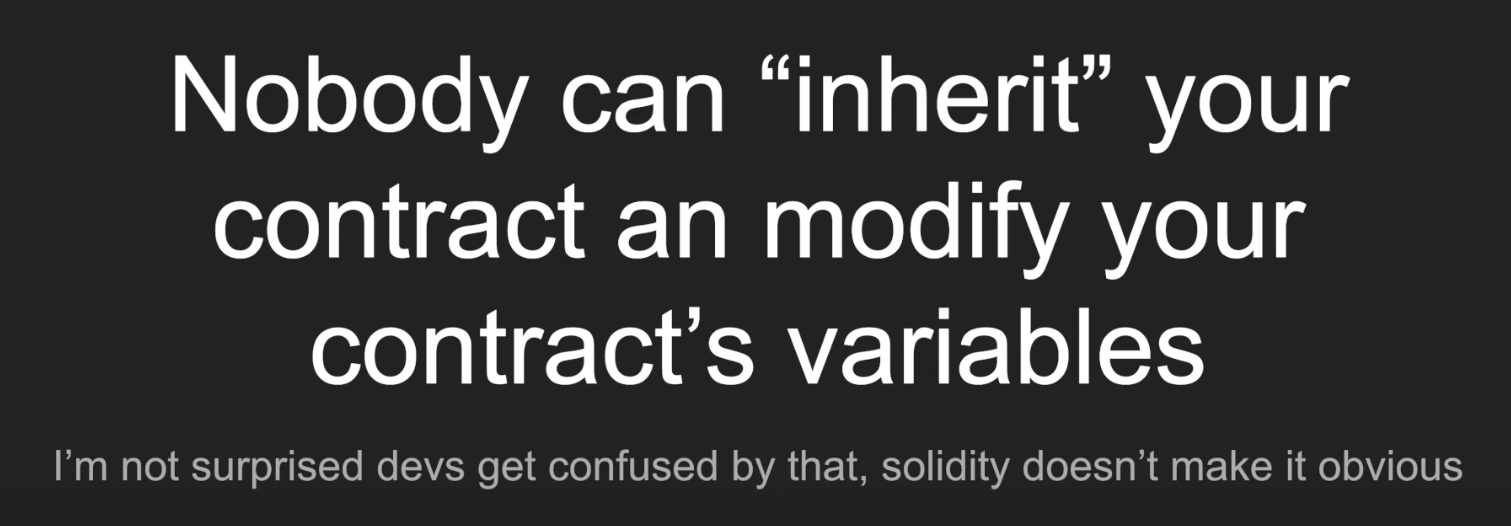 Nobody can “inherit” your
contract an modify your
contract’s variables
I’m not surprised devs get confused by that, solidity doesn’t make it obvious